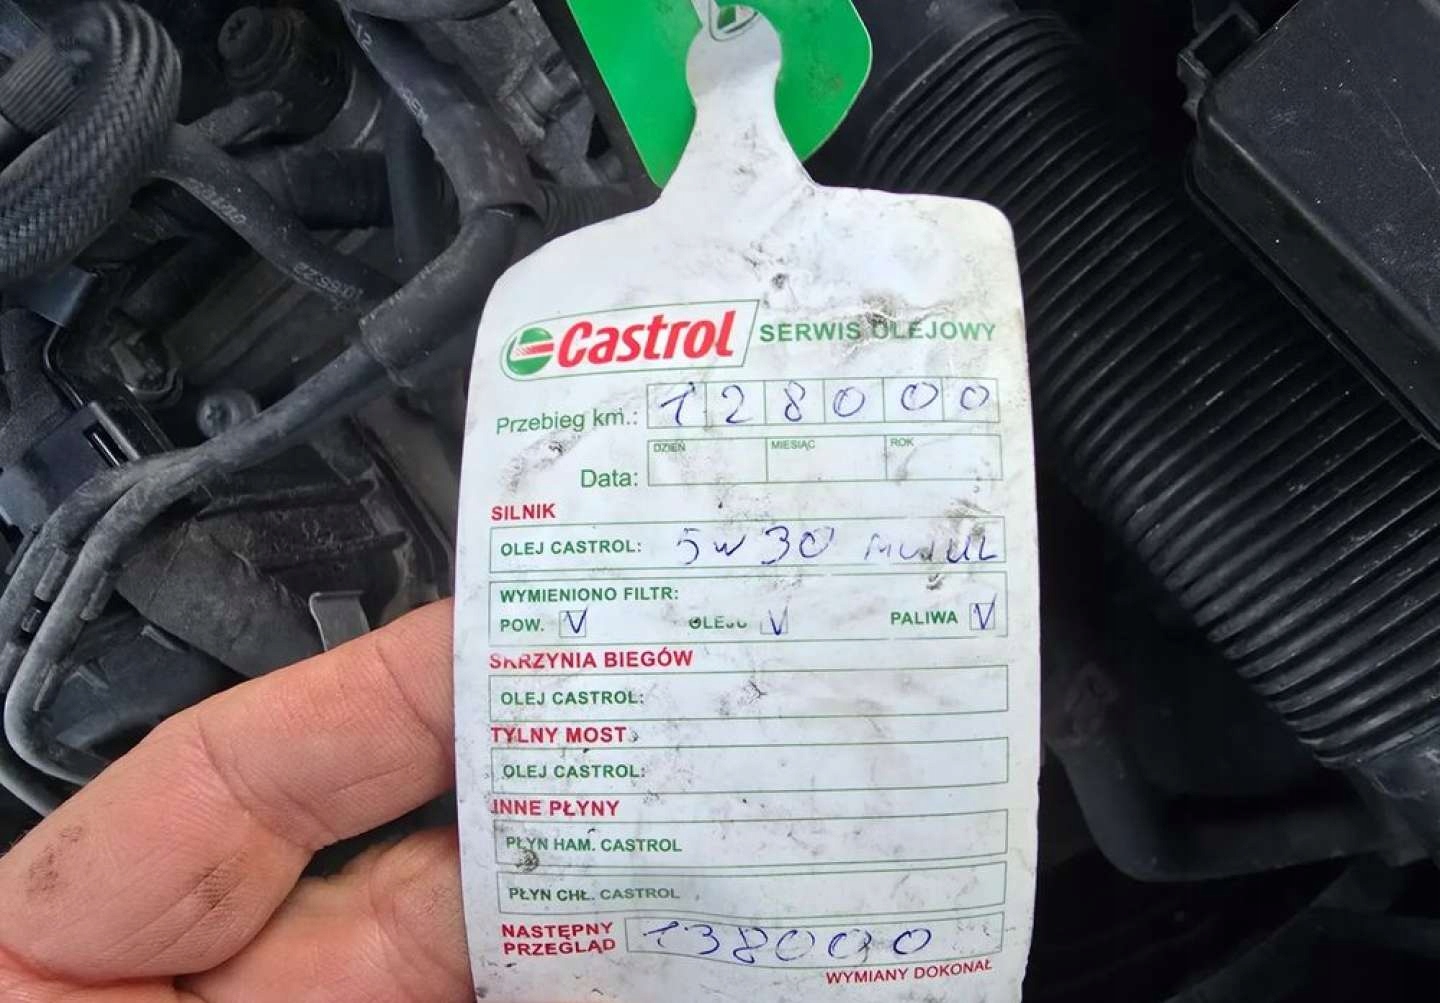 Castrol SERWIS OLEJOWY
Przebieg km.: 128000
DZIEŃ MIESIĄC ROK
Data:
SILNIK
OLEJ CASTROL: 5w30
WYMIENIONO FILTR:
POW. V OLEJU V PALIWA V
SKRZYNIA BIEGÓW
OLEJ CASTROL:
TYLNY MOST
OLEJ CASTROL:
INNE PŁYNY
PŁYN HAM. CASTROL
PŁYN CHŁ. CASTROL
NASTĘPNY
PRZEGLĄD 138000
WYMIANY DOKONAŁ